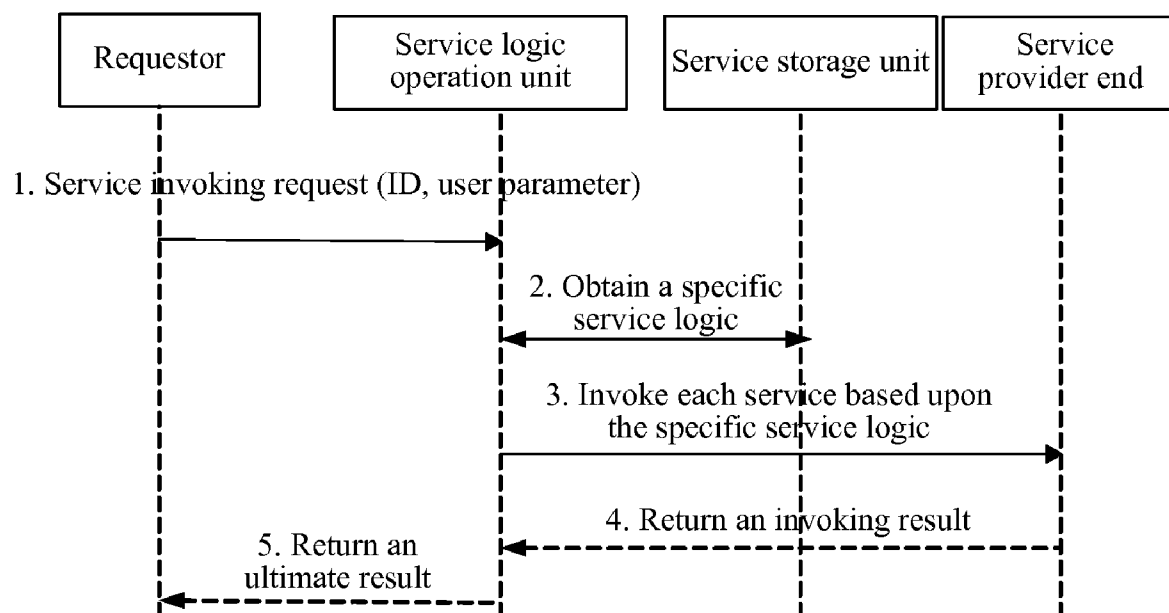 Requestor
Service logic
operation unit
Service storage unit
Service
provider end
1. Service invoking request (ID, user parameter)
2. Obtain a specific
service logic
3. Invoke each service based upon
the specific service logic
4. Return an invoking result
5. Return an
ultimate result